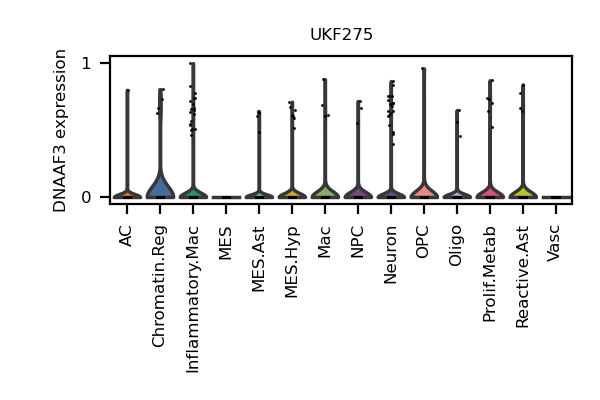 UKF275
DNAAF3 expression
1
0
AC
Chromatin.Reg
Inflammatory.Mac
MES
MES.Ast
MES.Hyp
Mac
NPC
Neuron
OPC
Oligo
Prolif.Metab
Reactive.Ast
Vasc